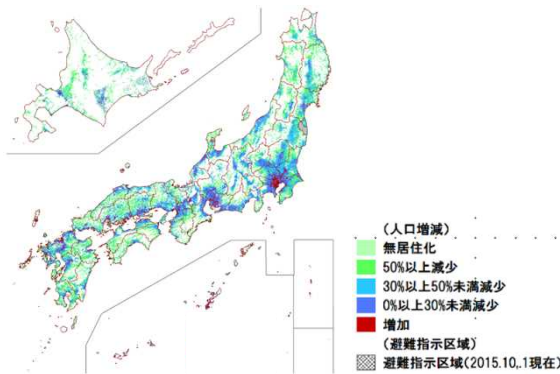 (人口増減)
無居住化
50%以上減少
30%以上50%未満減少
0%以上30%未満減少
増加
(避難指示区域)
避難指示区域(2015.10,.1現在)